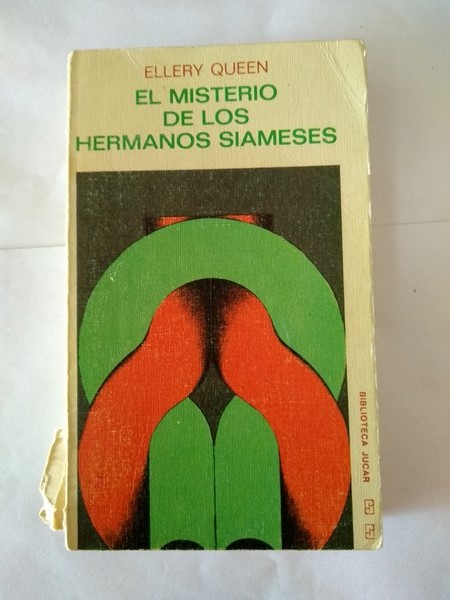 ELLERY QUEEN
EL MISTERIO
DE LOS
HERMANOS SIAMESES
BIBLIOTECA JUCAR